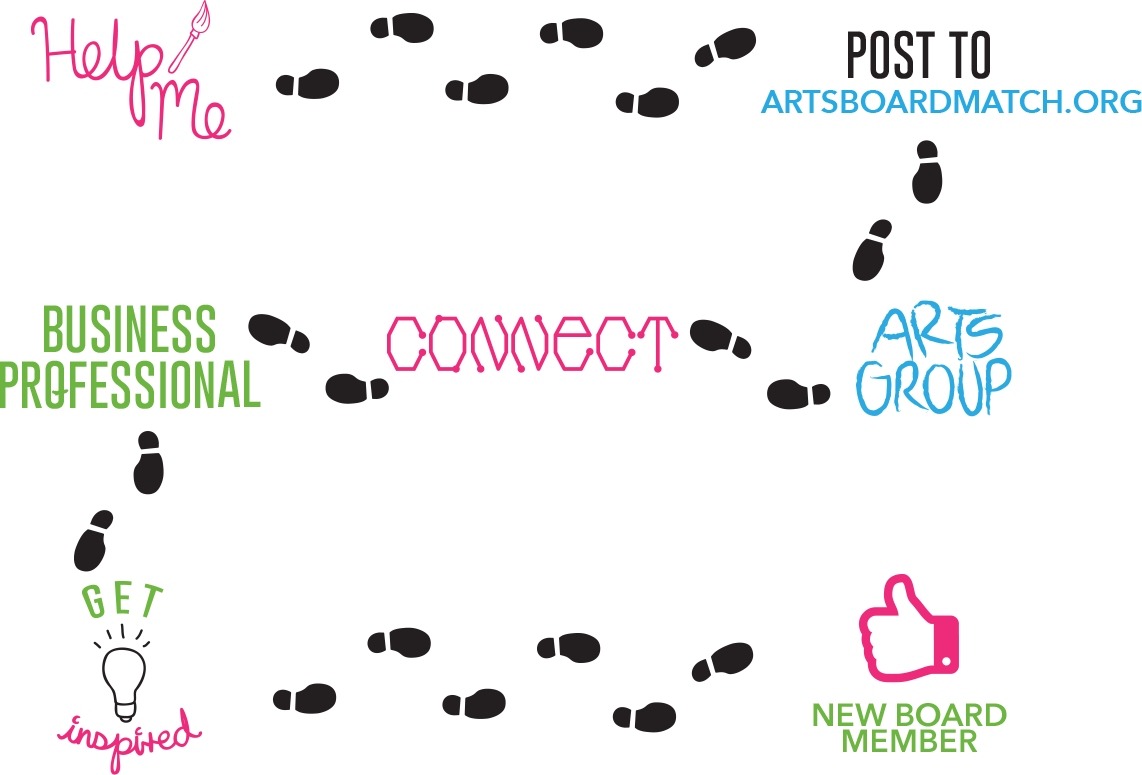 Help
Me
POST TO
ARTSBOARDMATCH.ORG
BUSINESS
PROFESSIONAL
CONNeCT
ARTS
GROUP
GET
inspired
NEW BOARD
MEMBER